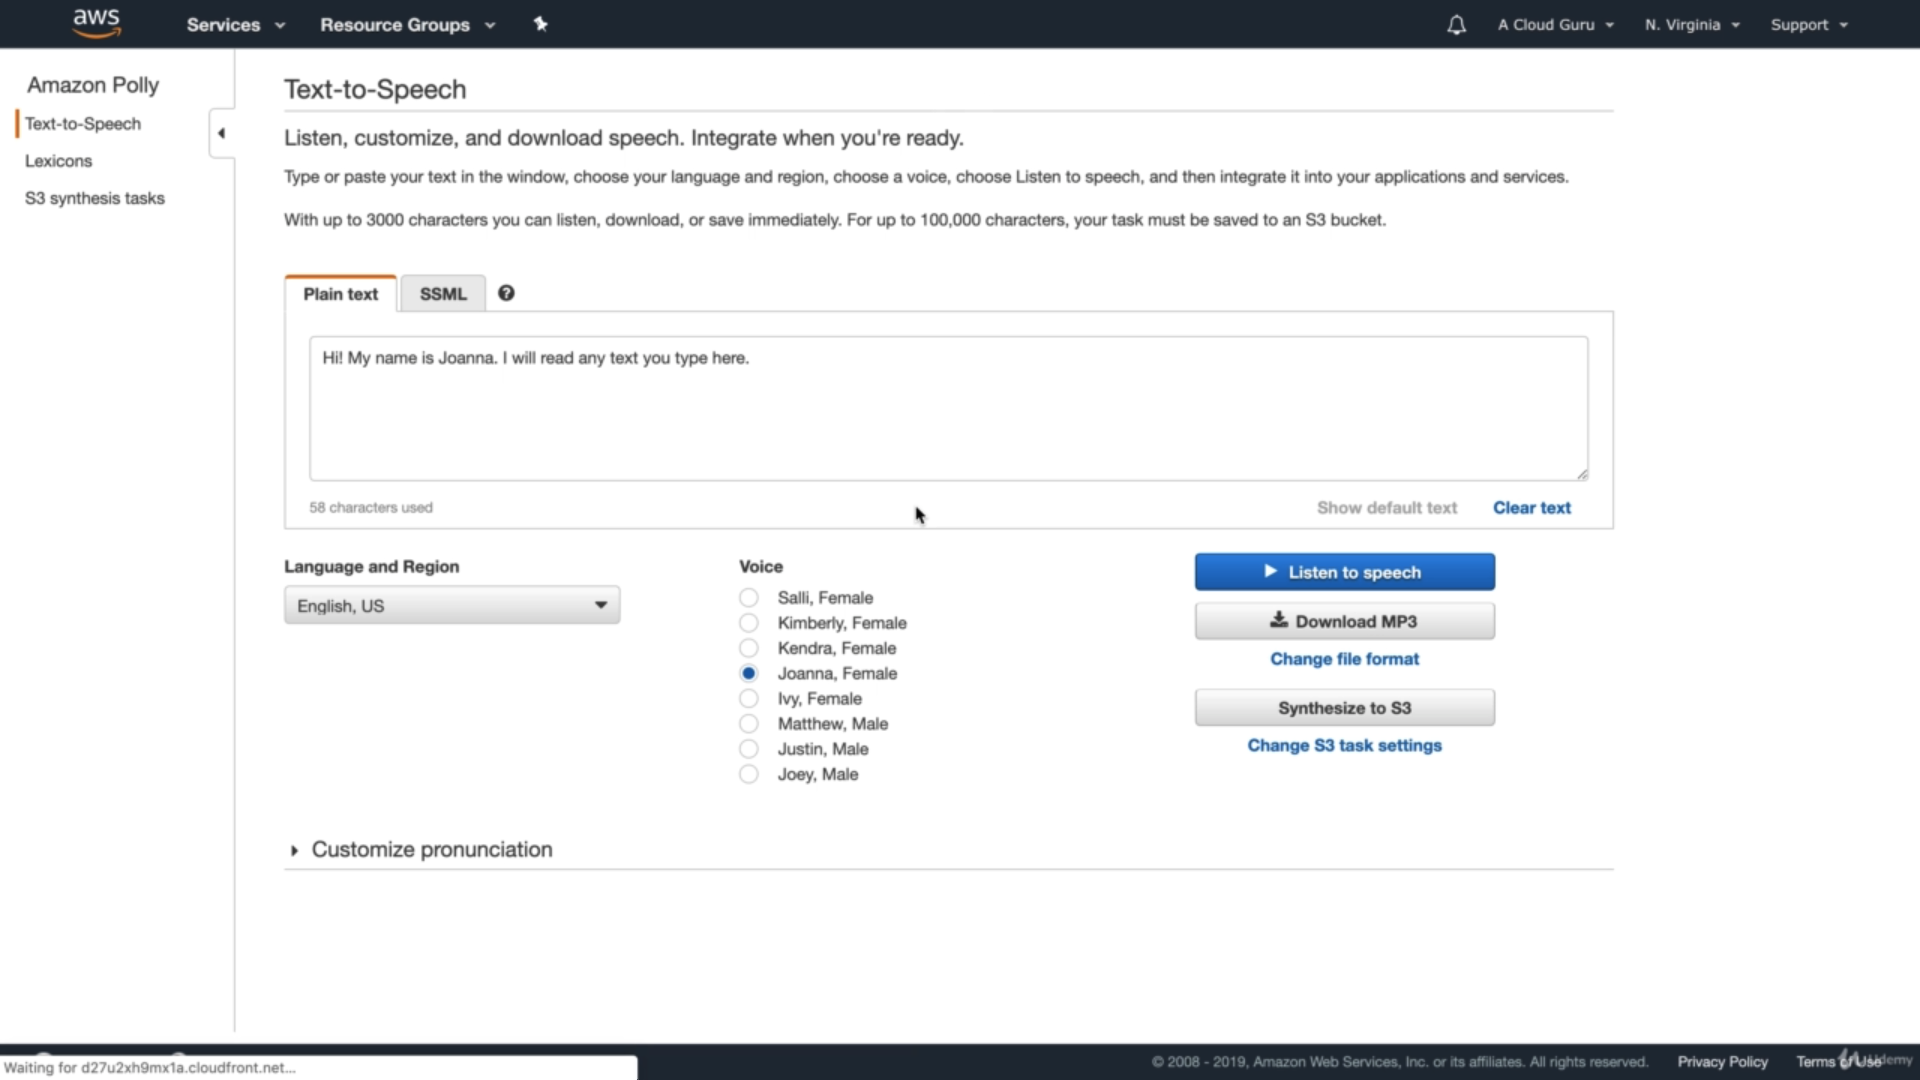 aws
Services
Resource Groups
A Cloud Guru
N. Virginia
Support
Amazon Polly
Text-to-Speech
Lexicons
S3 synthesis tasks
Text-to-Speech
Listen, customize, and download speech. Integrate when you're ready.
Type or paste your text in the window, choose your language and region, choose a voice, choose Listen to speech, and then integrate it into your applications and services.
With up to 3000 characters you can listen, download, or save immediately. For up to 100,000 characters, your task must be saved to an S3 bucket.
Plain text
SSML
Hi! My name is Joanna. I will read any text you type here.
58 characters used
Show default text
Clear text
Language and Region
English, US
Voice
Salli, Female
Kimberly, Female
Kendra, Female
Joanna, Female
Ivy, Female
Matthew, Male
Justin, Male
Joey, Male
Listen to speech
Download MP3
Change file format
Synthesize to S3
Change S3 task settings
Customize pronunciation
Waiting for d27u2xh9mx1a.cloudfront.net...
© 2008 - 2019, Amazon Web Services, Inc. or its affiliates. All rights reserved.
Privacy Policy
Terms of Use